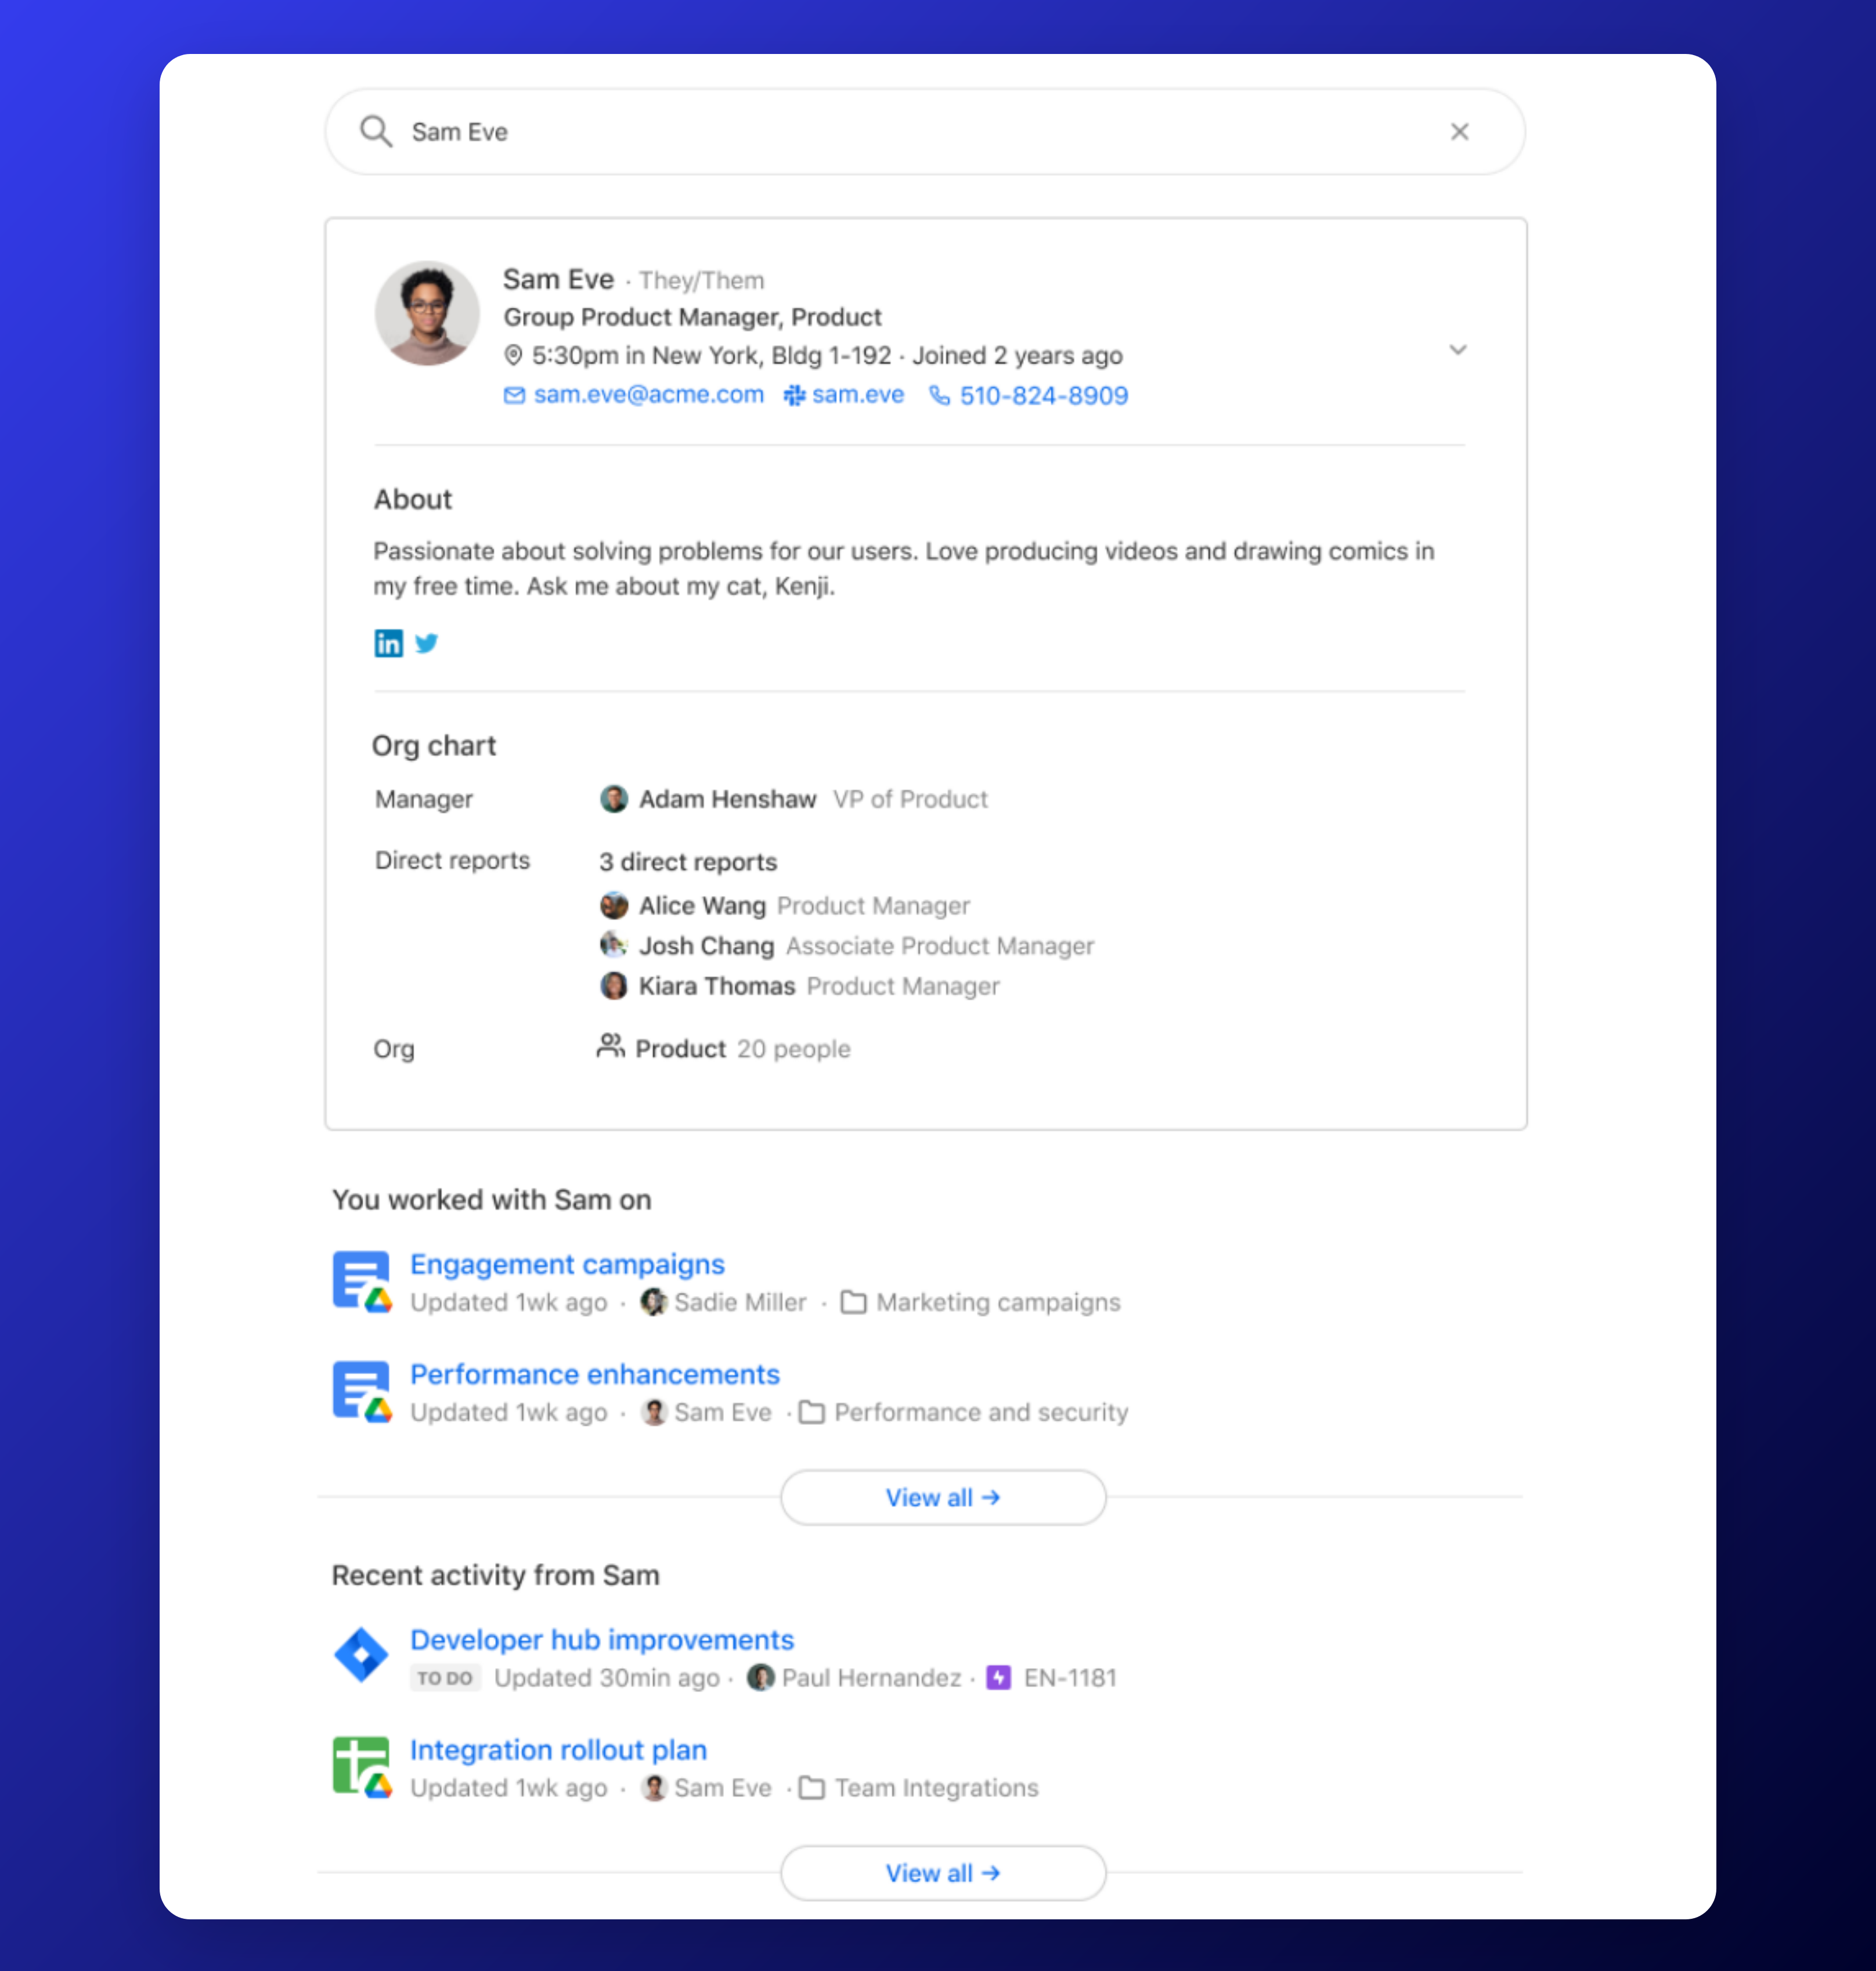 Sam Eve
Sam Eve · They/Them
Group Product Manager, Product
5:30pm in New York, Bldg 1-192 · Joined 2 years ago
sam.eve@acme.com sam.eve 510-824-8909
About
Passionate about solving problems for our users. Love producing videos and drawing comics in
my free time. Ask me about my cat, Kenji.
in
Org chart
Manager Adam Henshaw VP of Product
Direct reports 3 direct reports
Alice Wang Product Manager
Josh Chang Associate Product Manager
Kiara Thomas Product Manager
Org Product 20 people
You worked with Sam on
Engagement campaigns
Updated 1wk ago · Sadie Miller · Marketing campaigns
Performance enhancements
Updated 1wk ago · Sam Eve · Performance and security
View all →
Recent activity from Sam
Developer hub improvements
TO DO Updated 30min ago · Paul Hernandez · EN-1181
Integration rollout plan
Updated 1wk ago · Sam Eve · Team Integrations
View all →